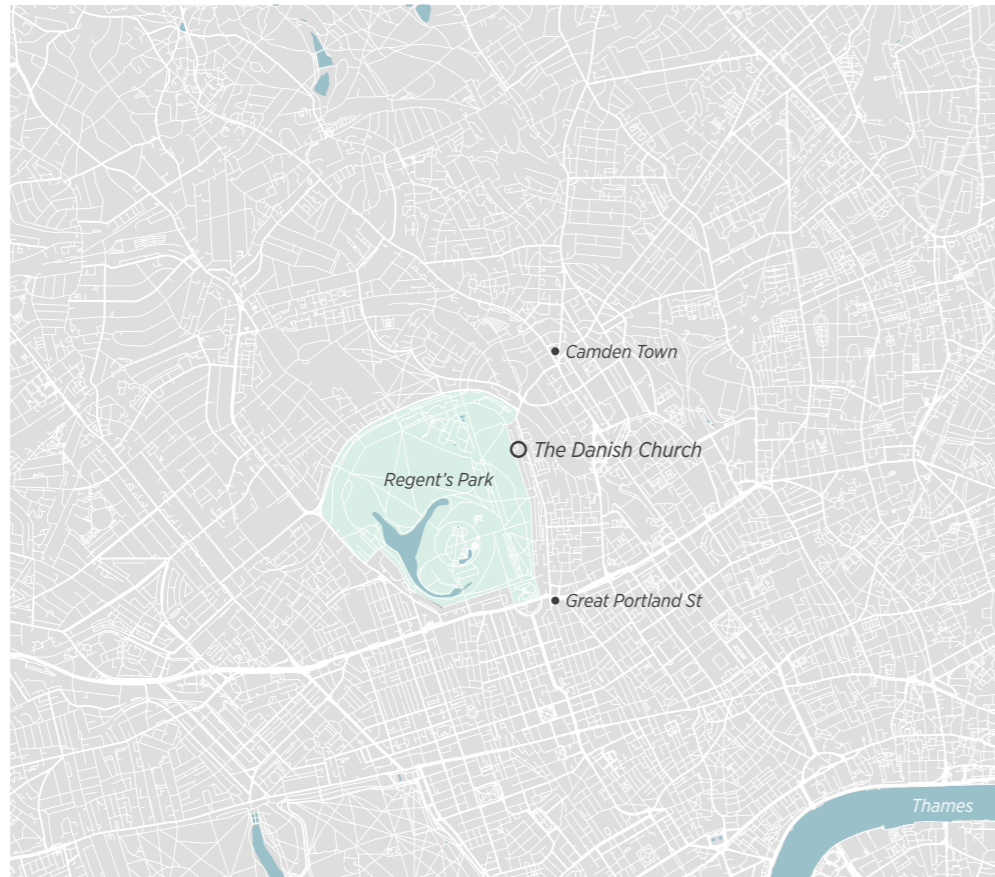 Camden Town
The Danish Church
Regent's Park
Great Portland St
Thames